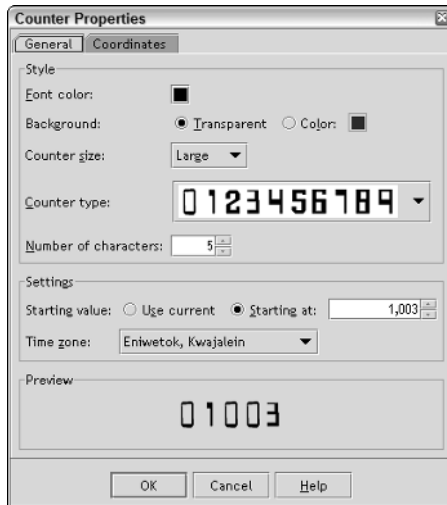 Counter Properties
General Coordinates
Style
Font color:
Background: Transparent Color:
Counter size: Large
Counter type: 0123456789
Number of characters: 5
Settings
Starting value: Use current Starting at: 1,003
Time zone: Eniwetok, Kwajalein
Preview
01003
OK Cancel Help